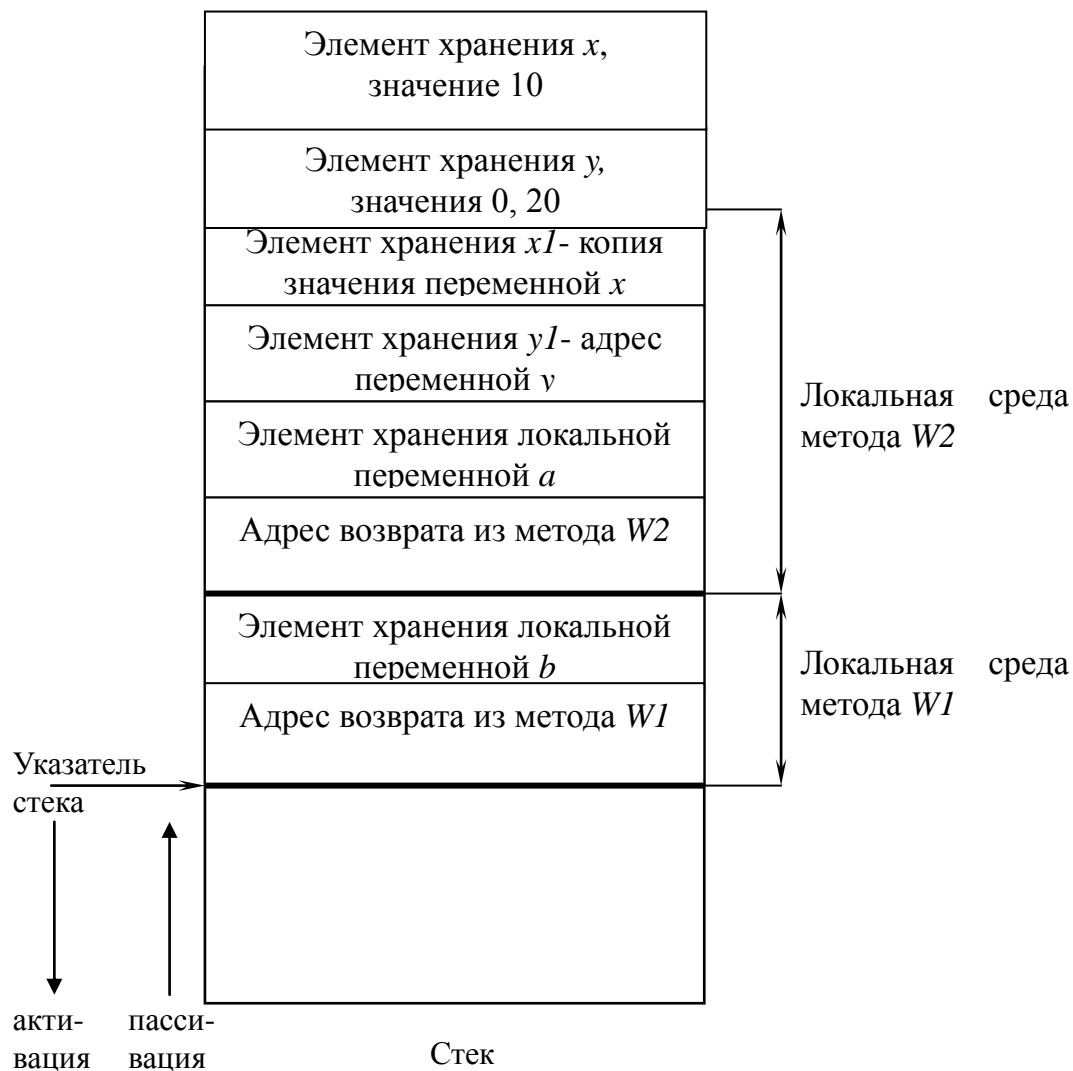 Элемент хранения x,
значение 10
Элемент хранения y,
значения 0, 20
Элемент хранения x1- копия
значения переменной x
Элемент хранения y1- адрес
переменной y
Элемент хранения локальной
переменной a
Адрес возврата из метода W2
Локальная среда
метода W2
Элемент хранения локальной
переменной b
Адрес возврата из метода W1
Локальная среда
метода W1
Указатель
стека
акти-
вация
пасси-
вация
Стек